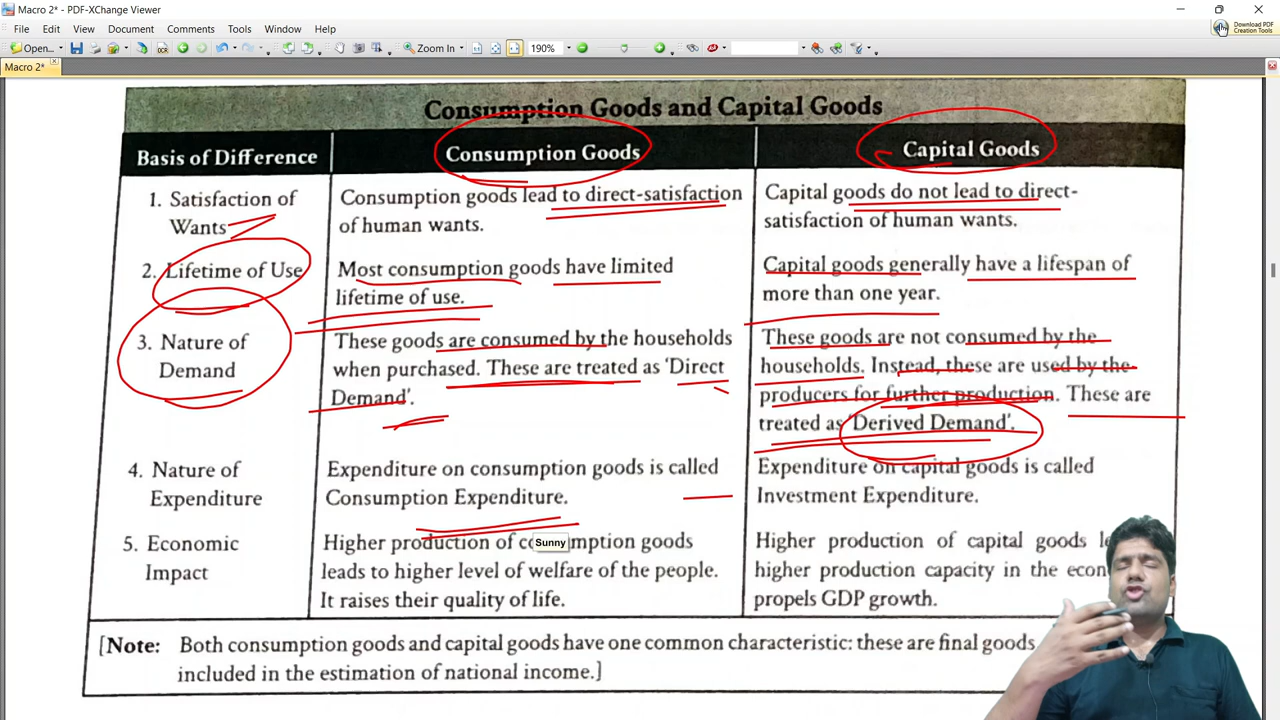 Macro 2* - PDF-XChange Viewer
File Edit View Document Comments Tools Window Help
Download PDF
Creation Tools
Open... Zoom In 190%
Macro 2*
Consumption Goods and Capital Goods
Basis of Difference Consumption Goods Capital Goods
1. Satisfaction of Wants
Consumption goods lead to direct-satisfaction
of human wants.
Capital goods do not lead to direct-
satisfaction of human wants.
2. Lifetime of Use
Most consumption goods have limited
lifetime of use.
Capital goods generally have a lifespan of
more than one year.
3. Nature of
Demand
These goods are consumed by the households
when purchased. These are treated as 'Direct
Demand'.
These goods are not consumed by the
households. Instead, these are used by the
producers for further production. These are
treated as 'Derived Demand'.
4. Nature of
Expenditure
Expenditure on consumption goods is called
Consumption Expenditure.
Expenditure on capital goods is called
Investment Expenditure.
5. Economic
Impact
Higher production of consumption goods
leads to higher level of welfare of the people.
It raises their quality of life.
Higher production of capital goods
higher production capacity in the
propels GDP growth.
Sunny
[Note: Both consumption goods and capital goods have one common characteristic: these are final goods
included in the estimation of national income.]